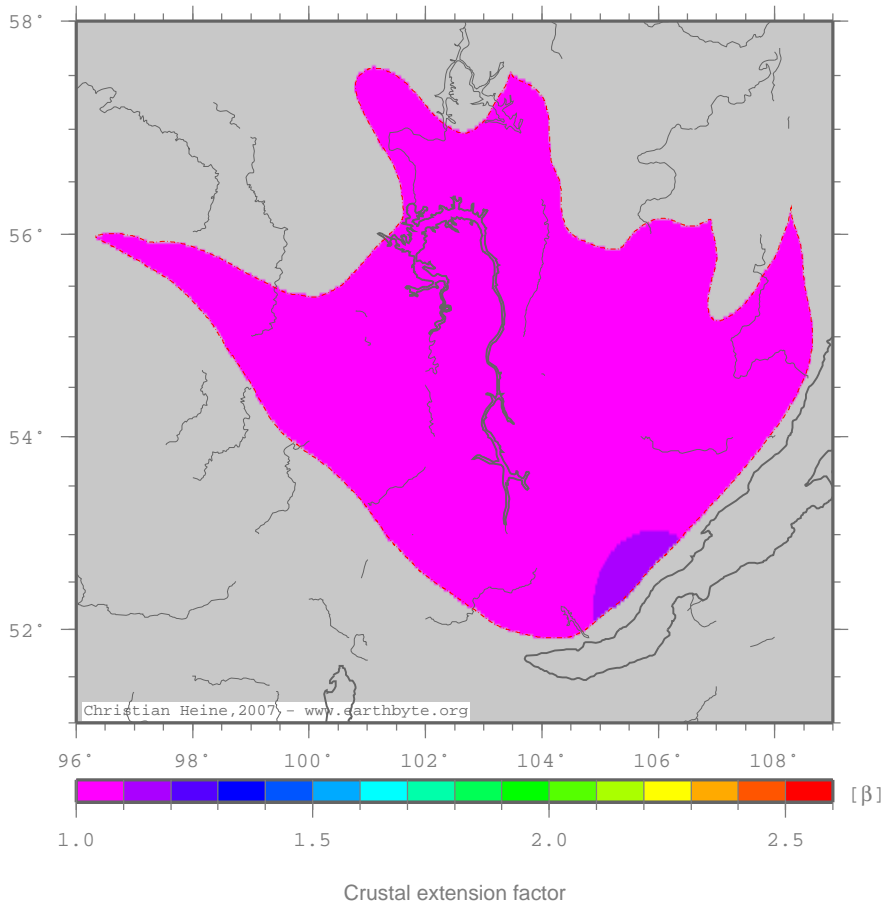 58°
56°
54°
52°
Christian Heine,2007 - www.earthbyte.org
96° 98° 100° 102° 104° 106° 108°
[β]
1.0 1.5 2.0 2.5
Crustal extension factor